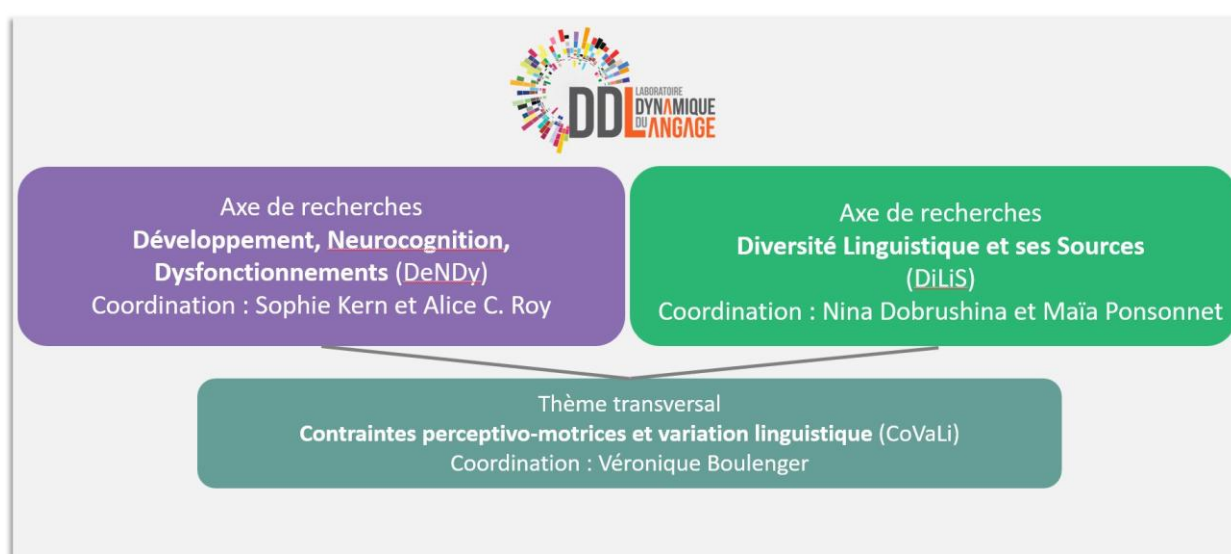 DDL LABORATOIRE
DYNAMIQUE
DU LANGAGE
Axe de recherches
Développement, Neurocognition,
Dysfonctionnements (DeNDy)
Coordination : Sophie Kern et Alice C. Roy
Axe de recherches
Diversité Linguistique et ses Sources
(DiLiS)
Coordination : Nina Dobrushina et Maïa Ponsonnet
Thème transversal
Contraintes perceptivo-motrices et variation linguistique (CoVaLi)
Coordination : Véronique Boulenger